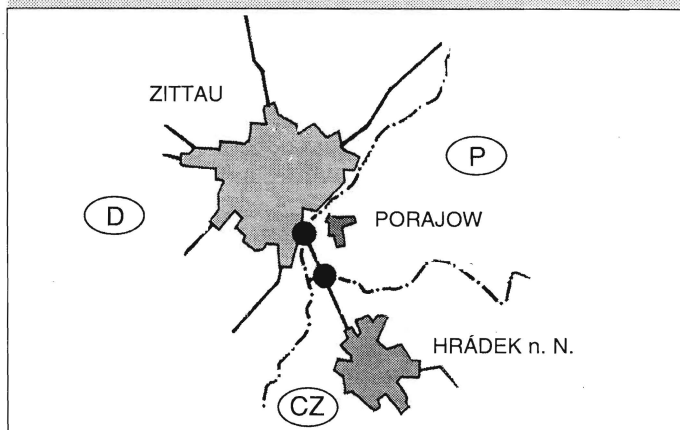 ZITTAU
P
D
PORAJOW
HRÁDEK n. N.
CZ